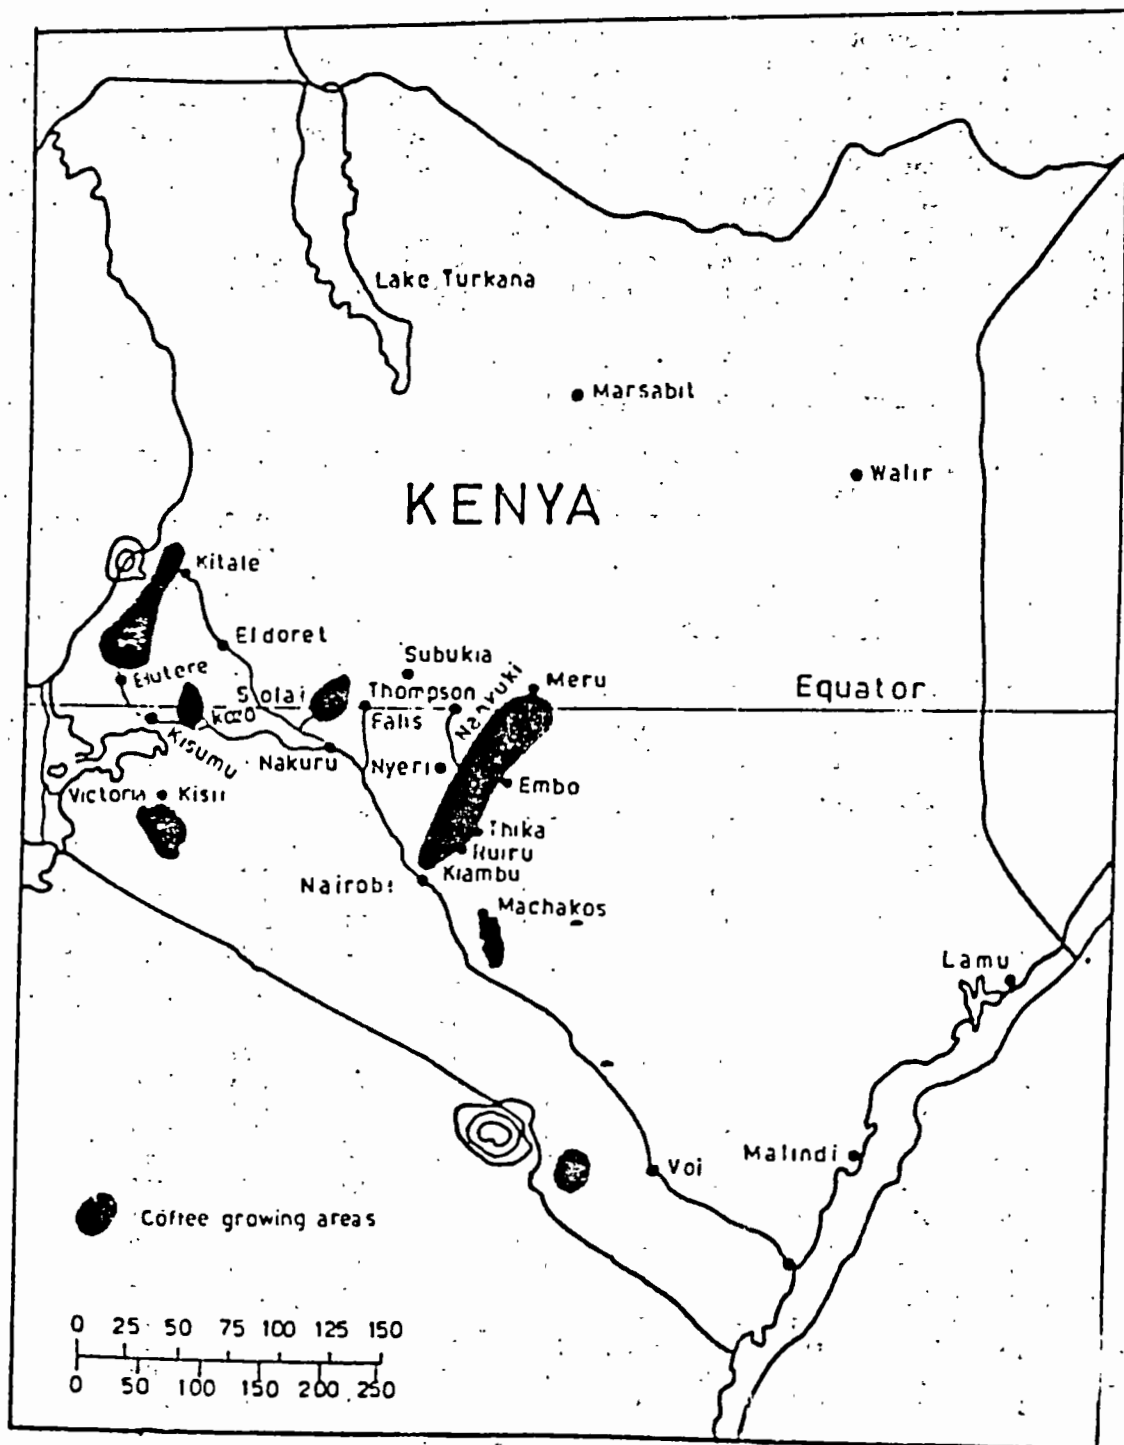 Lake Turkana
Marsabit
Wajir
KENYA
Kitale
Eldoret
Subukia
Butere
Solai
Thompson
Falls
Nanyuki
Meru
Equator
Koro
Kisumu
Nakuru
Nyeri
Embo
Victoria
Kisii
Thika
Ruiru
Kiambu
Nairobi
Machakos
Lamu
Voi
Malindi
Coffee growing areas
0 25 50 75 100 125 150
0 50 100 150 200 250